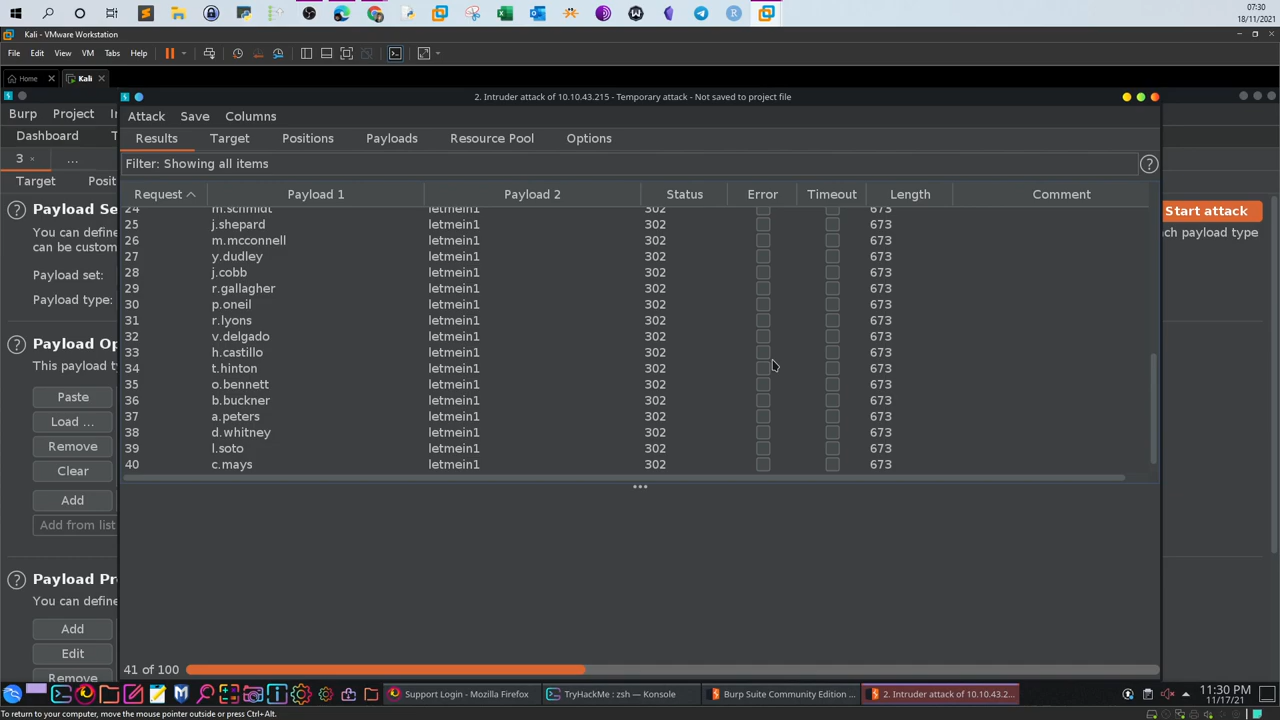 07:30
18/11/2021
Kali - VMware Workstation
File Edit View VM Tabs Help
Home Kali
2. Intruder attack of 10.10.43.215 - Temporary attack - Not saved to project file
Burp Project In
Attack Save Columns
Dashboard T
Results Target Positions Payloads Resource Pool Options
3 × ...
Filter: Showing all items
Target Posit
Request Payload 1 Payload 2 Status Error Timeout Length Comment
Payload Se
Start attack
You can define
can be custom
ach payload type
Payload set:
Payload type:
24 m.schmidt letmein1 302 673
25 j.shepard letmein1 302 673
26 m.mcconnell letmein1 302 673
27 y.dudley letmein1 302 673
28 j.cobb letmein1 302 673
29 r.gallagher letmein1 302 673
30 p.oneil letmein1 302 673
31 r.lyons letmein1 302 673
32 v.delgado letmein1 302 673
33 h.castillo letmein1 302 673
34 t.hinton letmein1 302 673
35 o.bennett letmein1 302 673
36 b.buckner letmein1 302 673
37 a.peters letmein1 302 673
38 d.whitney letmein1 302 673
39 l.soto letmein1 302 673
40 c.mays letmein1 302 673
Payload Op
This payload t
Paste
Load ...
Remove
Clear
Add
Add from list
Payload Pr
You can define
Add
Edit
Remove
41 of 100
Support Login - Mozilla Firefox
TryHackMe : zsh — Konsole
Burp Suite Community Edition ...
2. Intruder attack of 10.10.43.2...
11:30 PM
11/17/21
To return to your computer, move the mouse pointer outside or press Ctrl+Alt.